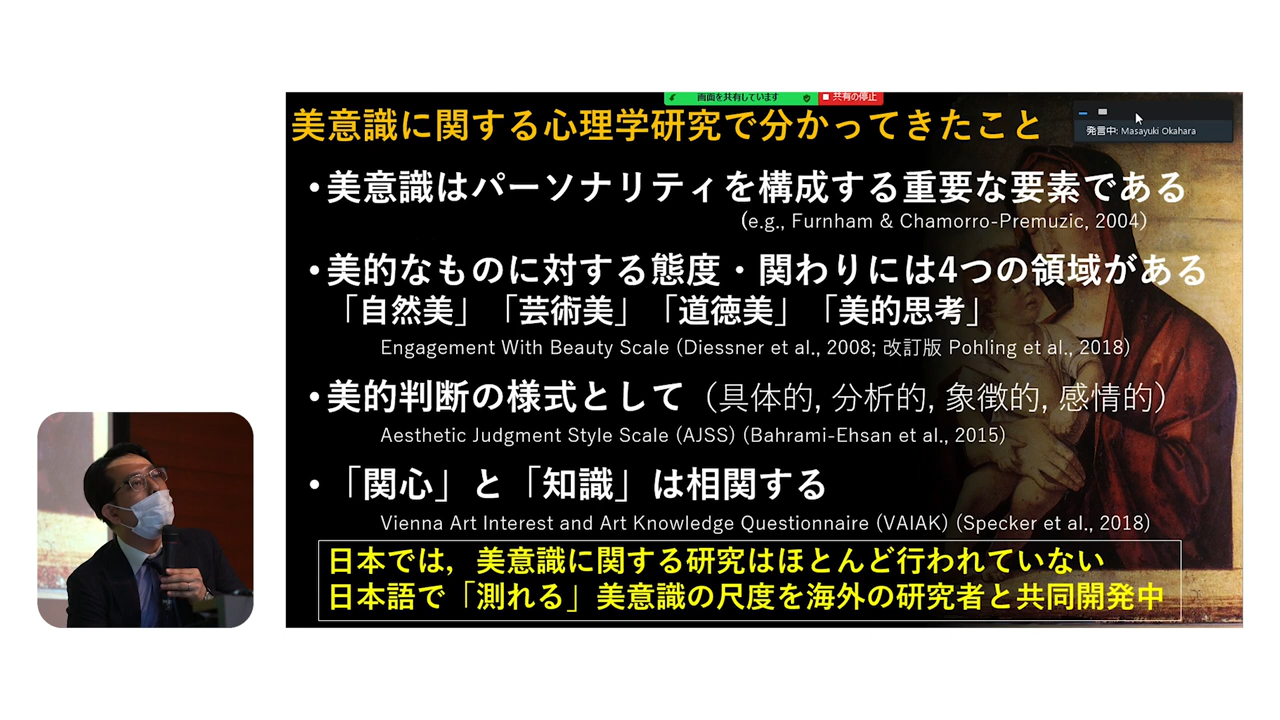 画面を共有しています
共有の停止
美意識に関する心理学研究で分かってきたこと
発言中: Masayuki Okahara
•美意識はパーソナリティを構成する重要な要素である
(e.g., Furnham & Chamorro-Premuzic, 2004)
•美的なものに対する態度・関わりには4つの領域がある
「自然美」「芸術美」「道徳美」「美的思考」
Engagement With Beauty Scale (Diessner et al., 2008; 改訂版 Pohling et al., 2018)
•美的判断の様式として（具体的, 分析的, 象徴的, 感情的）
Aesthetic Judgment Style Scale (AJSS) (Bahrami-Ehsan et al., 2015)
•「関心」と「知識」は相関する
Vienna Art Interest and Art Knowledge Questionnaire (VAIAK) (Specker et al., 2018)
日本では，美意識に関する研究はほとんど行われていない
日本語で「測れる」美意識の尺度を海外の研究者と共同開発中